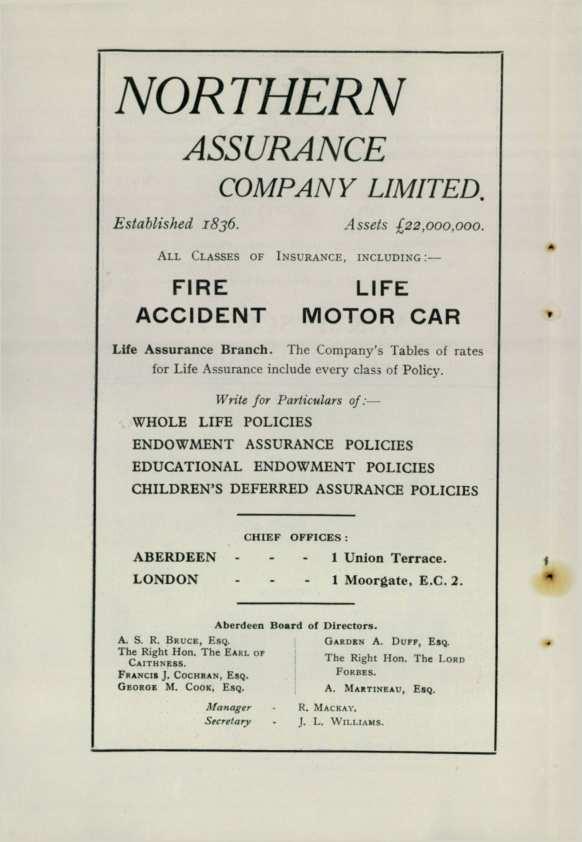 NORTHERN
ASSURANCE
COMPANY LIMITED.
Established 1836. Assets £22,000,000.
ALL CLASSES OF INSURANCE, INCLUDING:—
FIRE LIFE
ACCIDENT MOTOR CAR
Life Assurance Branch. The Company's Tables of rates
for Life Assurance include every class of Policy.
Write for Particulars of:—
WHOLE LIFE POLICIES
ENDOWMENT ASSURANCE POLICIES
EDUCATIONAL ENDOWMENT POLICIES
CHILDREN'S DEFERRED ASSURANCE POLICIES
CHIEF OFFICES:
ABERDEEN - - - 1 Union Terrace.
LONDON - - - 1 Moorgate, E.C. 2.
Aberdeen Board of Directors.
A. S. R. BRUCE, ESQ.
The Right Hon. The EARL OF
CAITHNESS.
FRANCIS J. COCHRAN, ESQ.
GEORGE M. COOK, ESQ.
GARDEN A. DUFF, ESQ.
The Right Hon. The LORD
FORBES.
A. MARTINEAU, ESQ.
Manager - R. MACKAY.
Secretary - J. L. WILLIAMS.